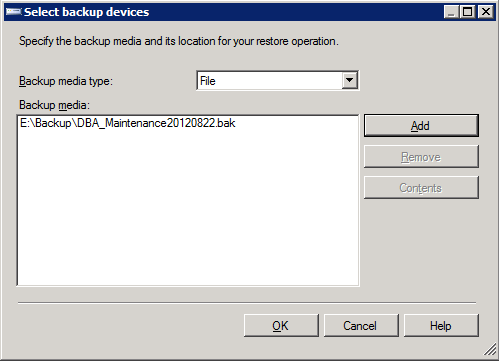 Select backup devices
Specify the backup media and its location for your restore operation.
Backup media type:
File
Backup media:
E:\Backup\DBA_Maintenance20120822.bak
Add
Remove
Contents
OK
Cancel
Help